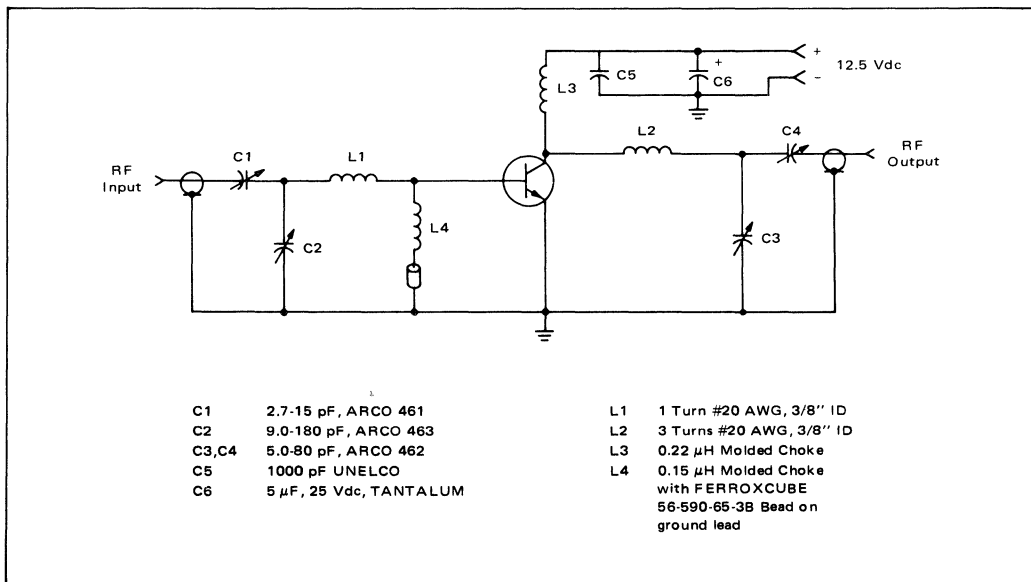 +
C5
+
C6
12.5 Vdc
-
L3
C4
L2
RF
Output
RF
Input
C1
L1
L4
C2
C3
C1 2.7-15 pF, ARCO 461
C2 9.0-180 pF, ARCO 463
C3,C4 5.0-80 pF, ARCO 462
C5 1000 pF UNELCO
C6 5 μF, 25 Vdc, TANTALUM
L1 1 Turn #20 AWG, 3/8" ID
L2 3 Turns #20 AWG, 3/8" ID
L3 0.22 μH Molded Choke
L4 0.15 μH Molded Choke
with FERROXCUBE
56-590-65-3B Bead on
ground lead